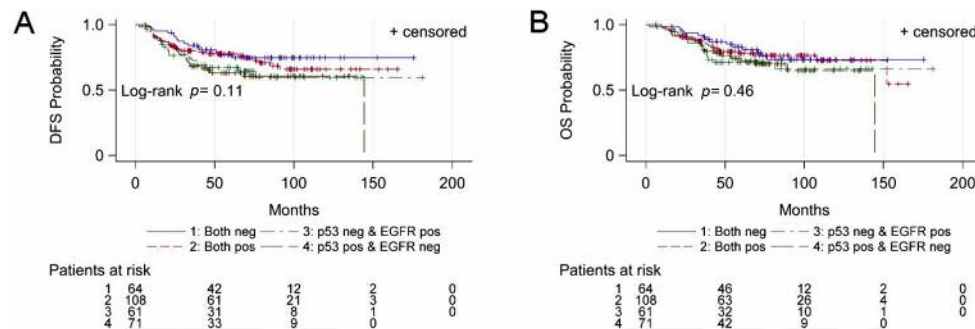 A
B
1.0
+ censored
0.5
Log-rank p= 0.11
DFS Probability
0
0 50 100 150 200
Months
1: Both neg
3: p53 neg & EGFR pos
2: Both pos
4: p53 pos & EGFR neg
Patients at risk
1 64 42 12 2 0
2 108 61 21 3 0
3 61 31 8 1 0
4 71 33 9 0
1.0
+ censored
0.5
Log-rank p= 0.46
OS Probability
0
0 50 100 150 200
Months
1: Both neg
3: p53 neg & EGFR pos
2: Both pos
4: p53 pos & EGFR neg
Patients at risk
1 64 46 12 2 0
2 108 63 26 4 0
3 61 32 10 1 0
4 71 42 9 0